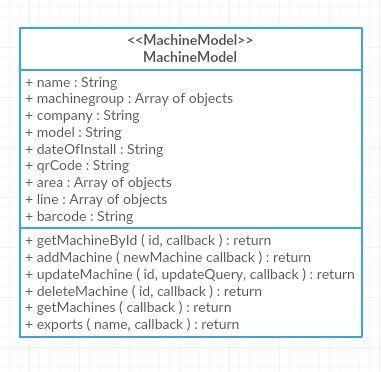 <<MachineModel>>
MachineModel
+ name : String
+ machinegroup : Array of objects
+ company : String
+ model : String
+ dateOfInstall : String
+ qrCode : String
+ area : Array of objects
+ line : Array of objects
+ barcode : String
+ getMachineById ( id, callback ) : return
+ addMachine ( newMachine callback ) : return
+ updateMachine ( id, updateQuery, callback ) : return
+ deleteMachine ( id, callback ) : return
+ getMachines ( callback ) : return
+ exports ( name, callback ) : return